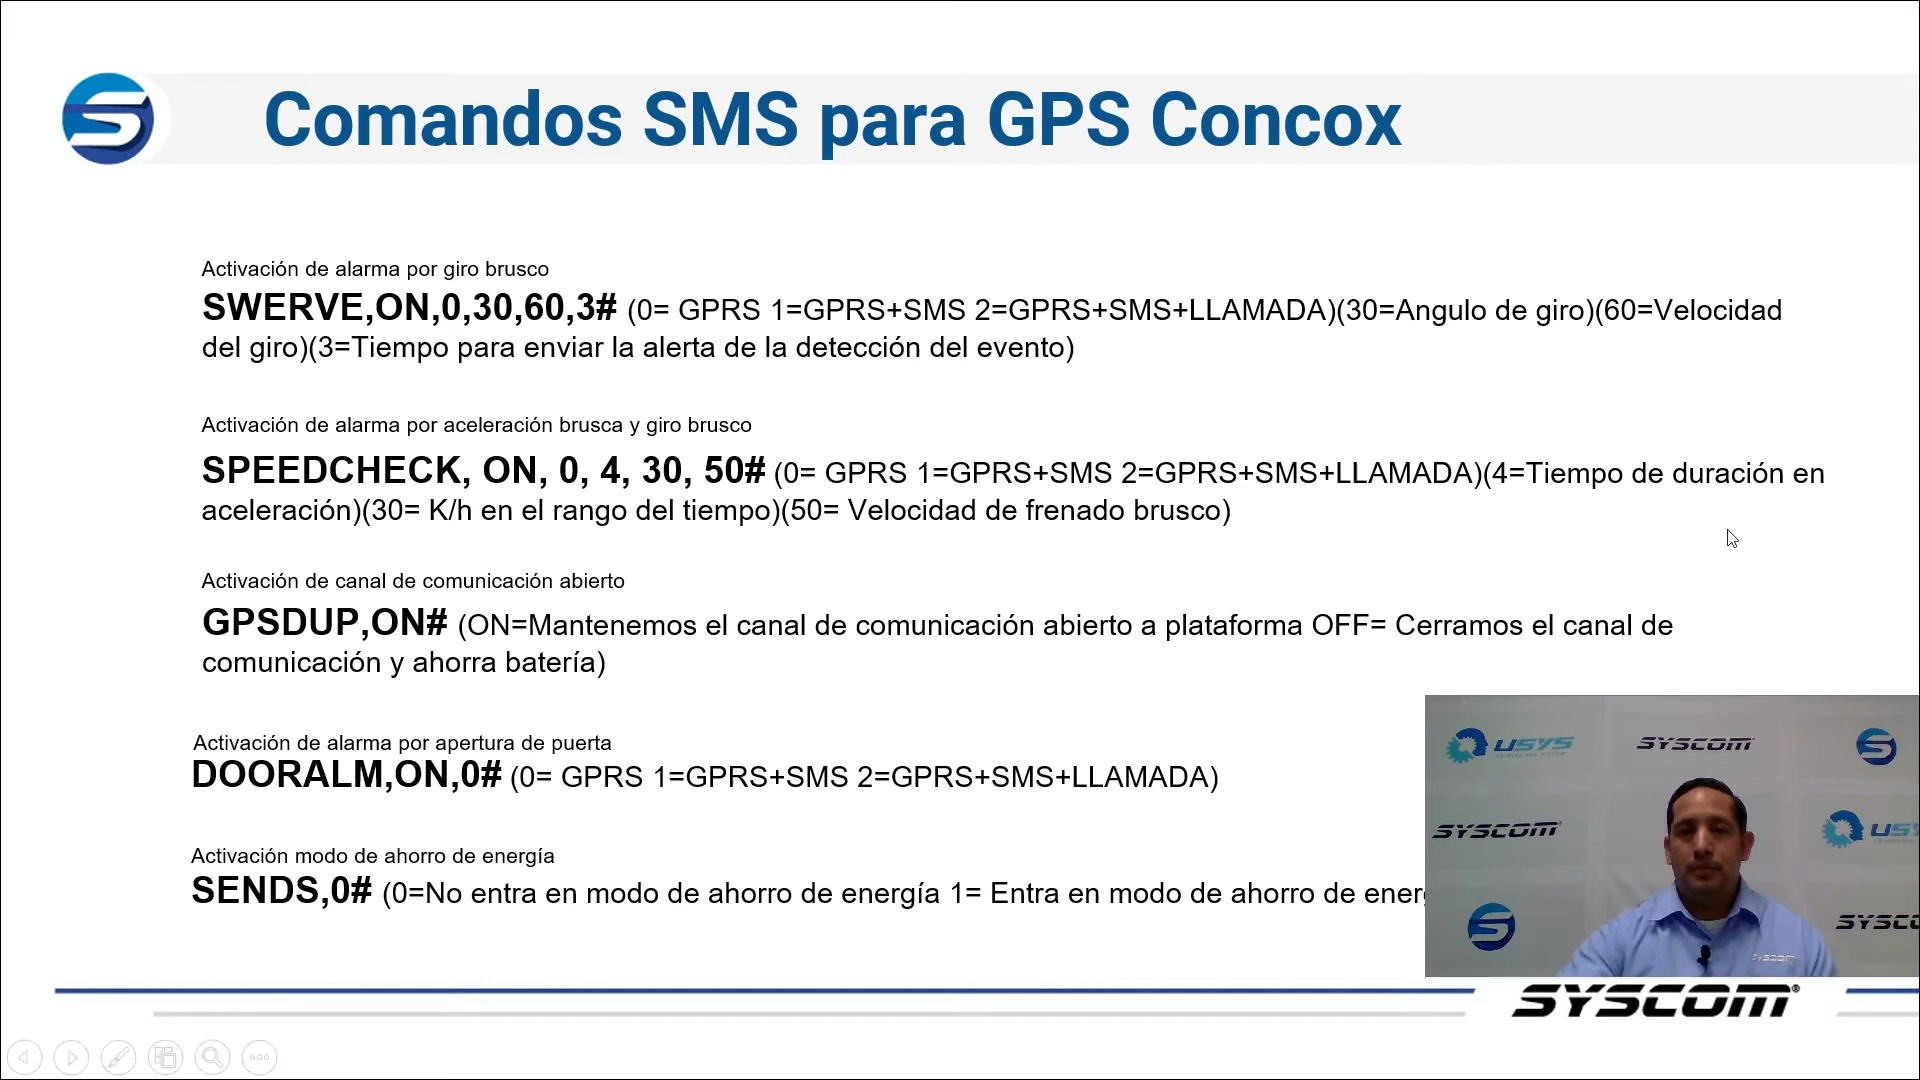 Comandos SMS para GPS Concox
Activación de alarma por giro brusco
SWERVE,ON,0,30,60,3# (0= GPRS 1=GPRS+SMS 2=GPRS+SMS+LLAMADA)(30=Angulo de giro)(60=Velocidad
del giro)(3=Tiempo para enviar la alerta de la detección del evento)
Activación de alarma por aceleración brusca y giro brusco
SPEEDCHECK, ON, 0, 4, 30, 50# (0= GPRS 1=GPRS+SMS 2=GPRS+SMS+LLAMADA)(4=Tiempo de duración en
aceleración)(30= K/h en el rango del tiempo)(50= Velocidad de frenado brusco)
Activación de canal de comunicación abierto
GPSDUP,ON# (ON=Mantenemos el canal de comunicación abierto a plataforma OFF= Cerramos el canal de
comunicación y ahorra batería)
Activación de alarma por apertura de puerta
DOORALM,ON,0# (0= GPRS 1=GPRS+SMS 2=GPRS+SMS+LLAMADA)
Activación modo de ahorro de energía
SENDS,0# (0=No entra en modo de ahorro de energía 1= Entra en modo de ahorro de ener
USYS SYSCOM
SYSCOM® US
SYSCO
SYSCOM
SYSCOM®